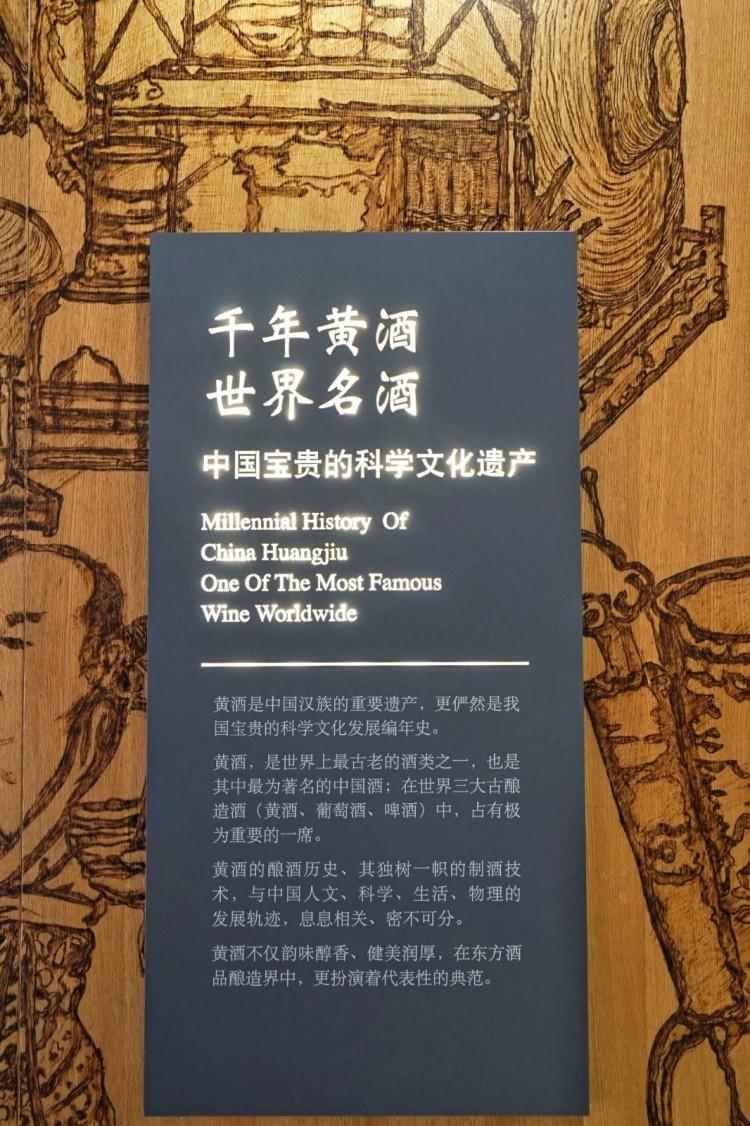 千年黄酒
世界名酒
中国宝贵的科学文化遗产
Millennial History Of
China Huangjiu
One Of The Most Famous
Wine Worldwide
黄酒是中国汉族的重要遗产，更俨然是我
国宝贵的科学文化发展编年史。
黄酒，是世界上最古老的酒类之一，也是
其中最为著名的中国酒；在世界三大古酿
造酒（黄酒、葡萄酒、啤酒）中，占有极
为重要的一席。
黄酒的酿酒历史、其独树一帜的制酒技
术，与中国人文、科学、生活、物理的
发展轨迹，息息相关、密不可分。
黄酒不仅韵味醇香、健美润厚，在东方酒
品酿造界中，更扮演着代表性的典范。